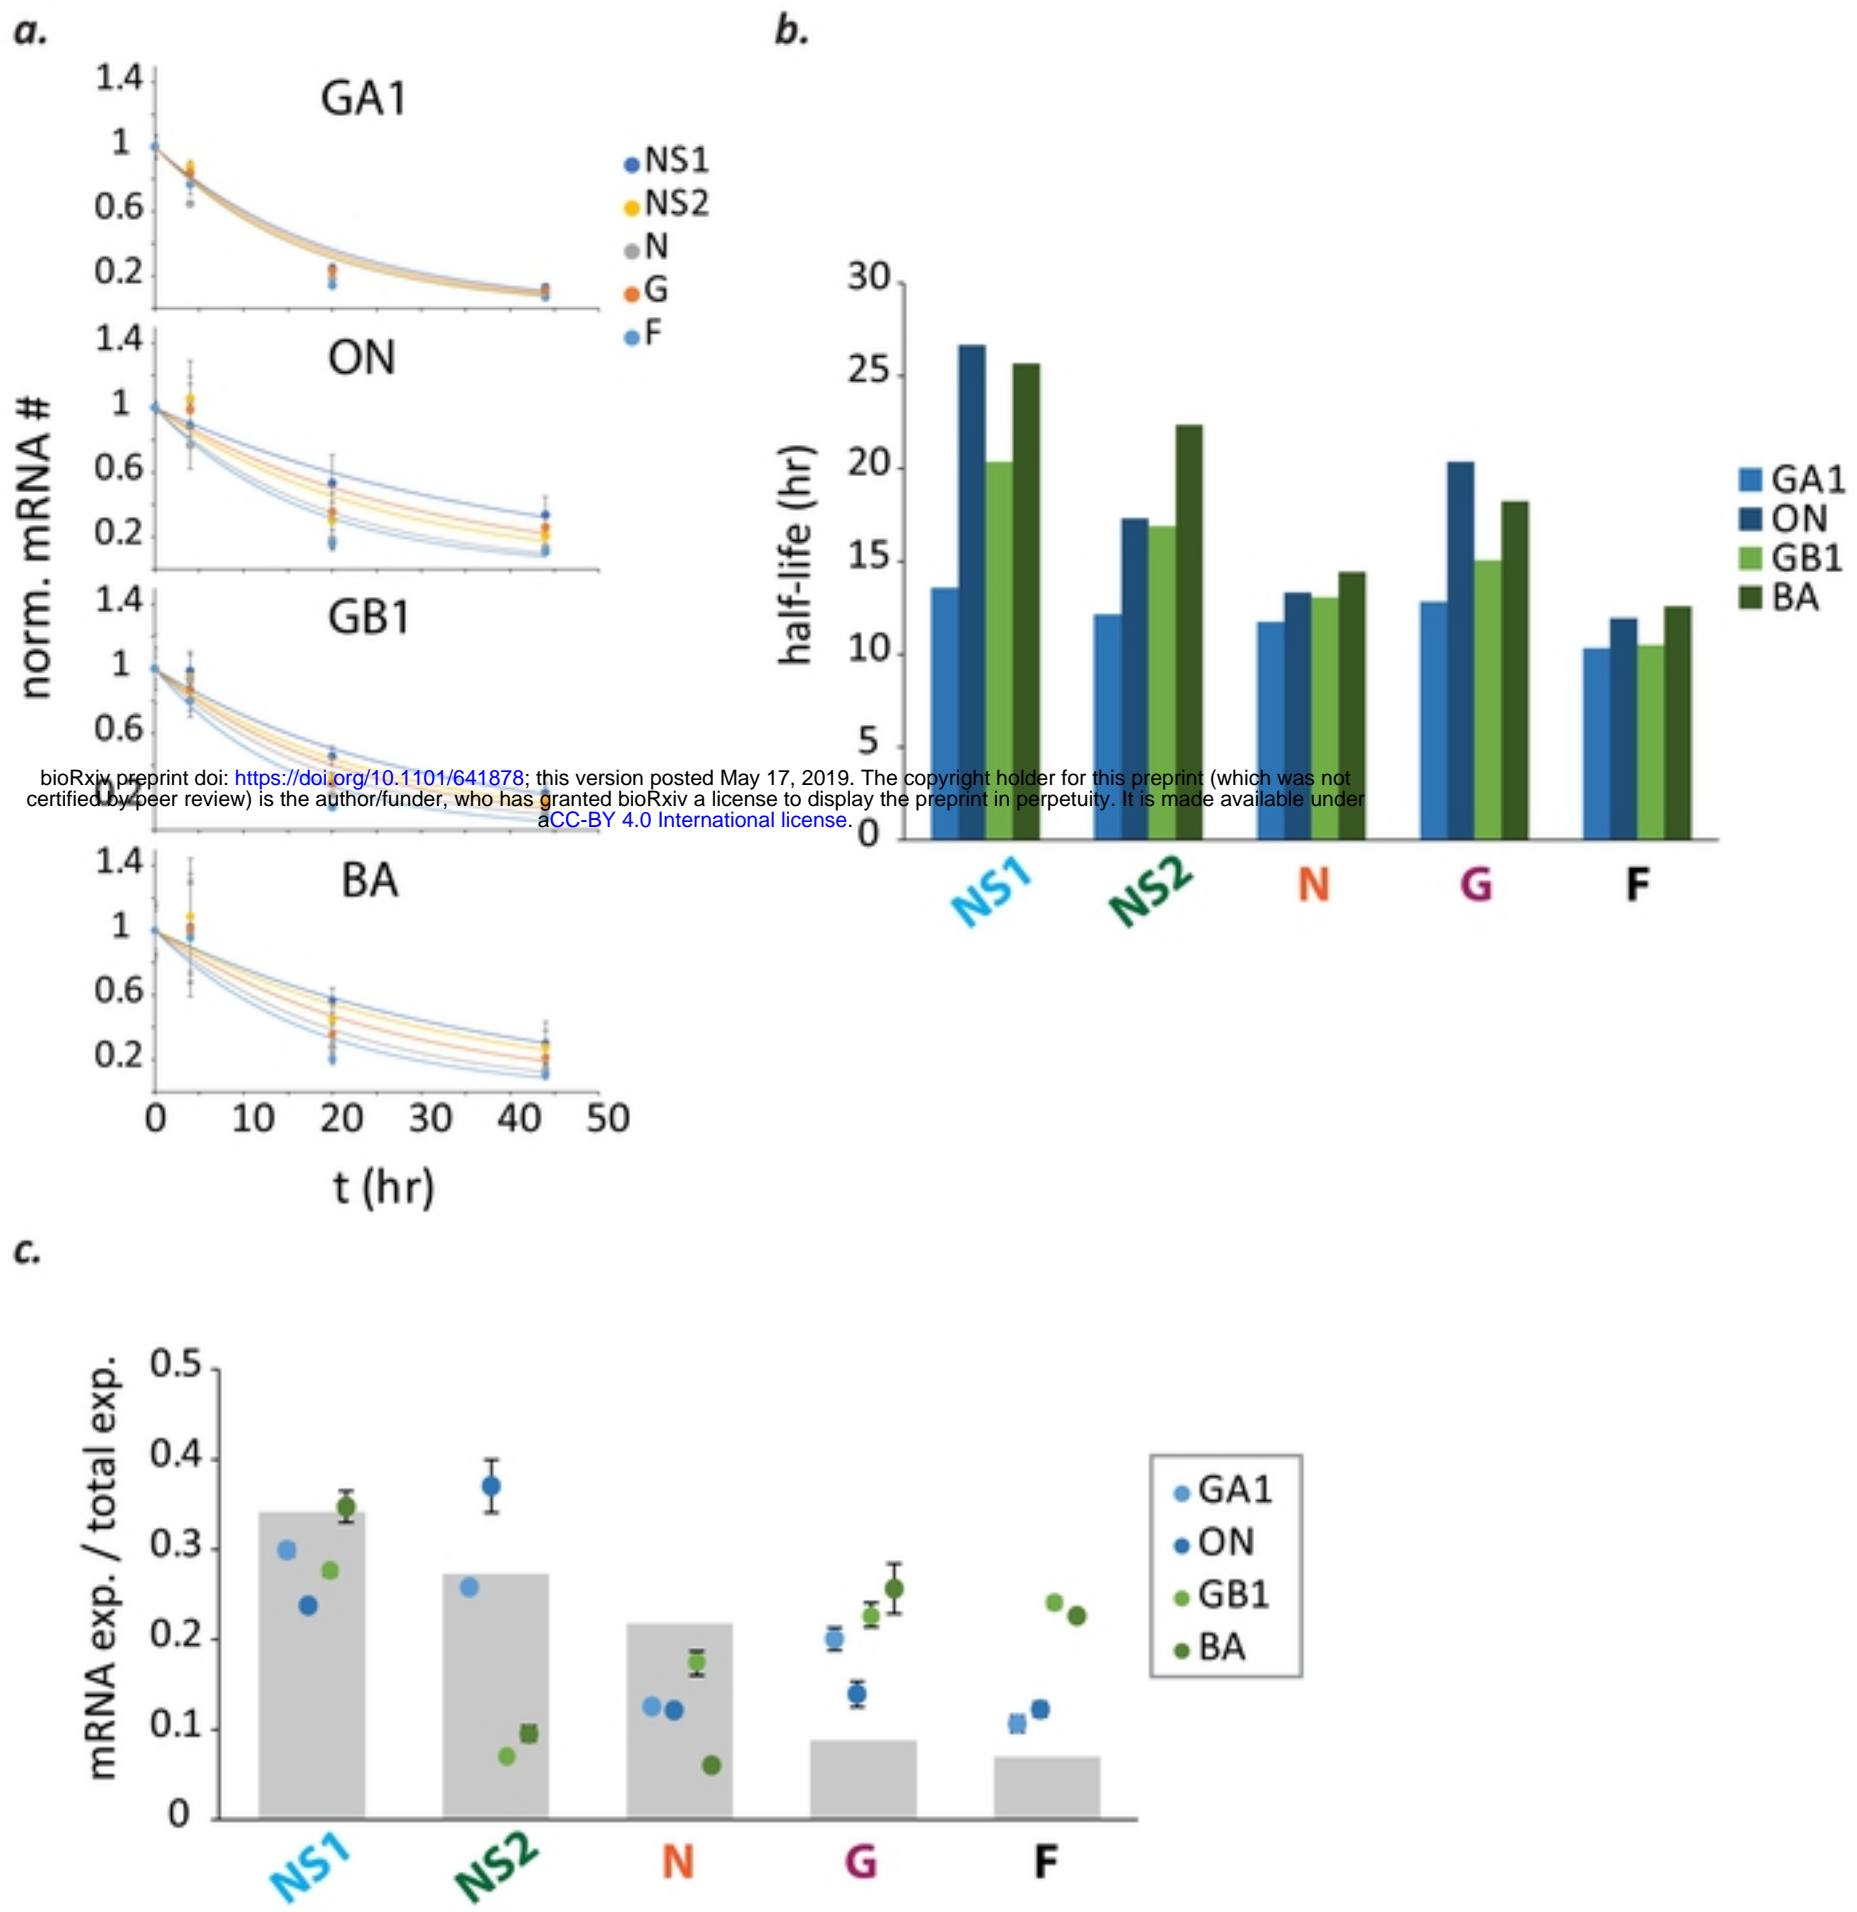 a.
GA1
1.4
1
0.6
0.2
NS1
NS2
N
G
F
ON
1.4
1
0.6
0.2
norm. mRNA #
GB1
1.4
1
0.6
0.2
BA
1.4
1
0.6
0.2
0 10 20 30 40 50
t (hr)
b.
30
25
20
15
10
5
0
half-life (hr)
GA1
ON
GB1
BA
NS1 NS2 N G F
bioRxiv preprint doi: https://doi.org/10.1101/641878; this version posted May 17, 2019. The copyright holder for this preprint (which was not
certified by peer review) is the author/funder, who has granted bioRxiv a license to display the preprint in perpetuity. It is made available under
aCC-BY 4.0 International license.
c.
0.5
0.4
0.3
0.2
0.1
0
mRNA exp. / total exp.
GA1
ON
GB1
BA
NS1 NS2 N G F